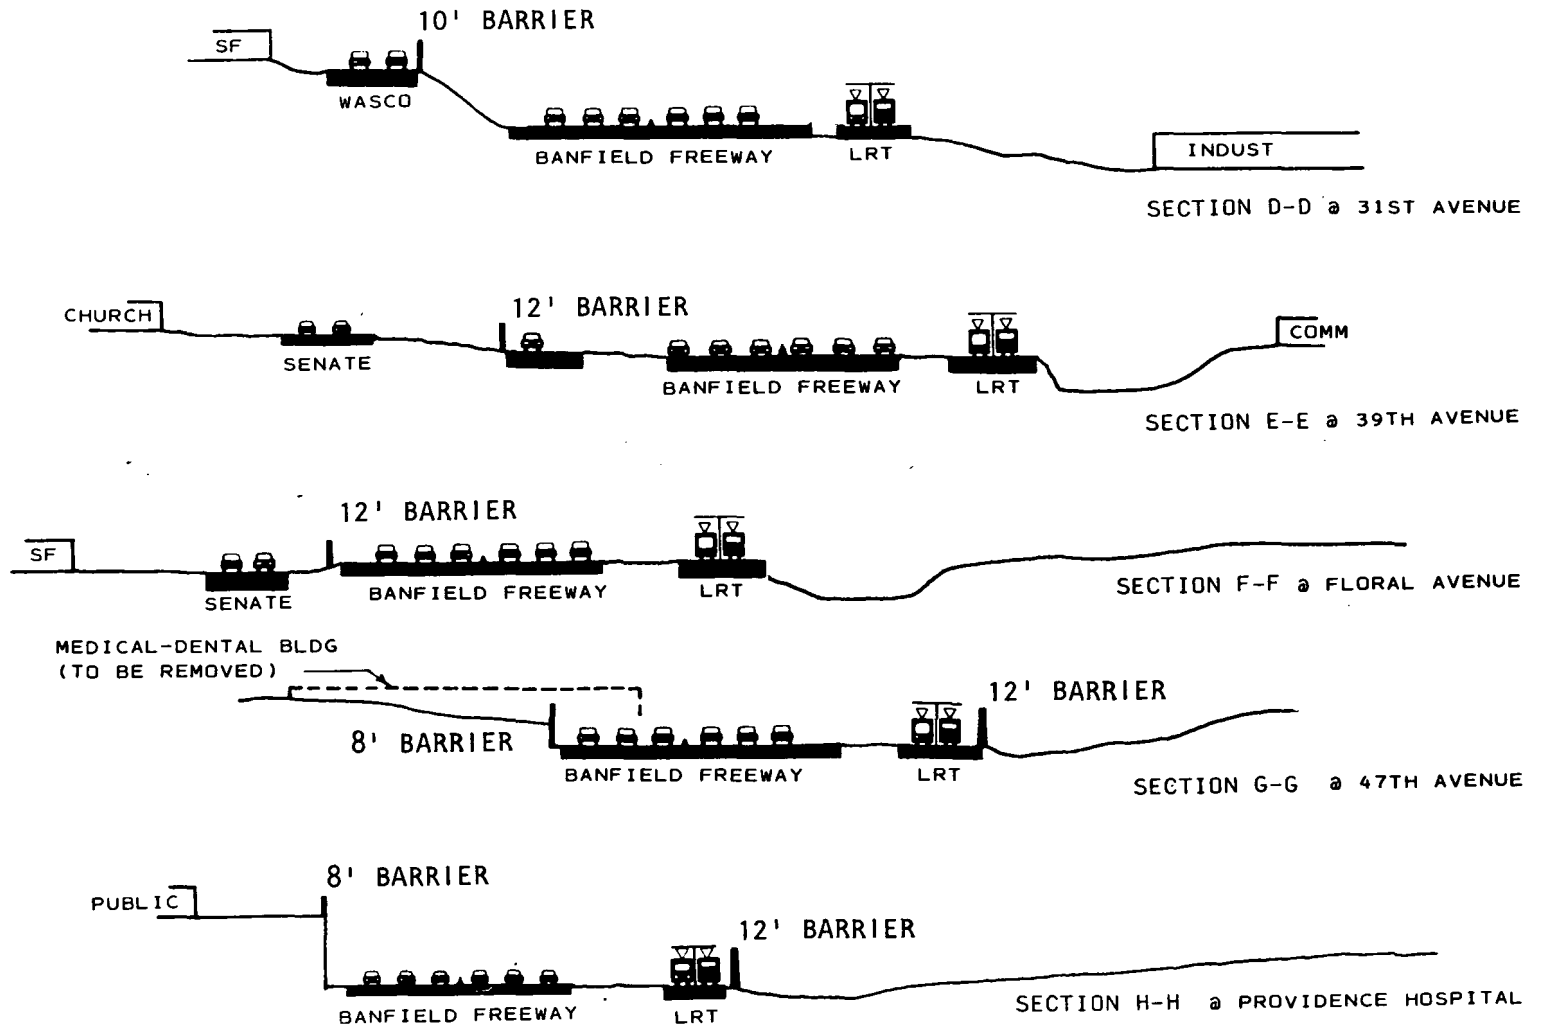 10' BARRIER
SF
WASCO
BANFIELD FREEWAY
LRT
INDUST
SECTION D-D @ 31ST AVENUE
CHURCH
12' BARRIER
SENATE
BANFIELD FREEWAY
LRT
COMM
SECTION E-E @ 39TH AVENUE
12' BARRIER
SF
SENATE
BANFIELD FREEWAY
LRT
SECTION F-F @ FLORAL AVENUE
MEDICAL-DENTAL BLDG
(TO BE REMOVED)
8' BARRIER
12' BARRIER
BANFIELD FREEWAY
LRT
SECTION G-G @ 47TH AVENUE
8' BARRIER
PUBLIC
12' BARRIER
BANFIELD FREEWAY
LRT
SECTION H-H @ PROVIDENCE HOSPITAL